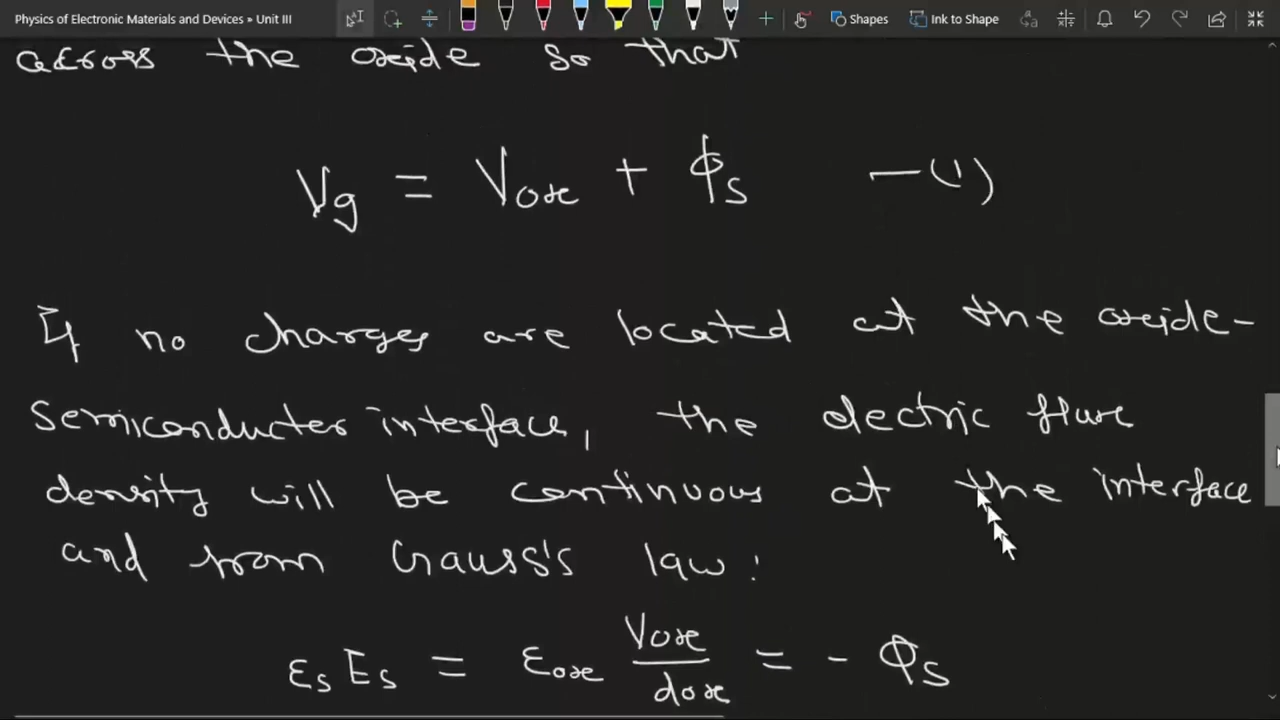 Physics of Electronic Materials and Devices » Unit III
Shapes
Ink to Shape
across the oxide so that
Vg = Vox + ϕs —(1)
If no charges are located at the oxide-
semiconductor interface, the electric flux
density will be continuous at the interface
and from Gauss's law:
εs Es = εox Vox/dox = - ϕs